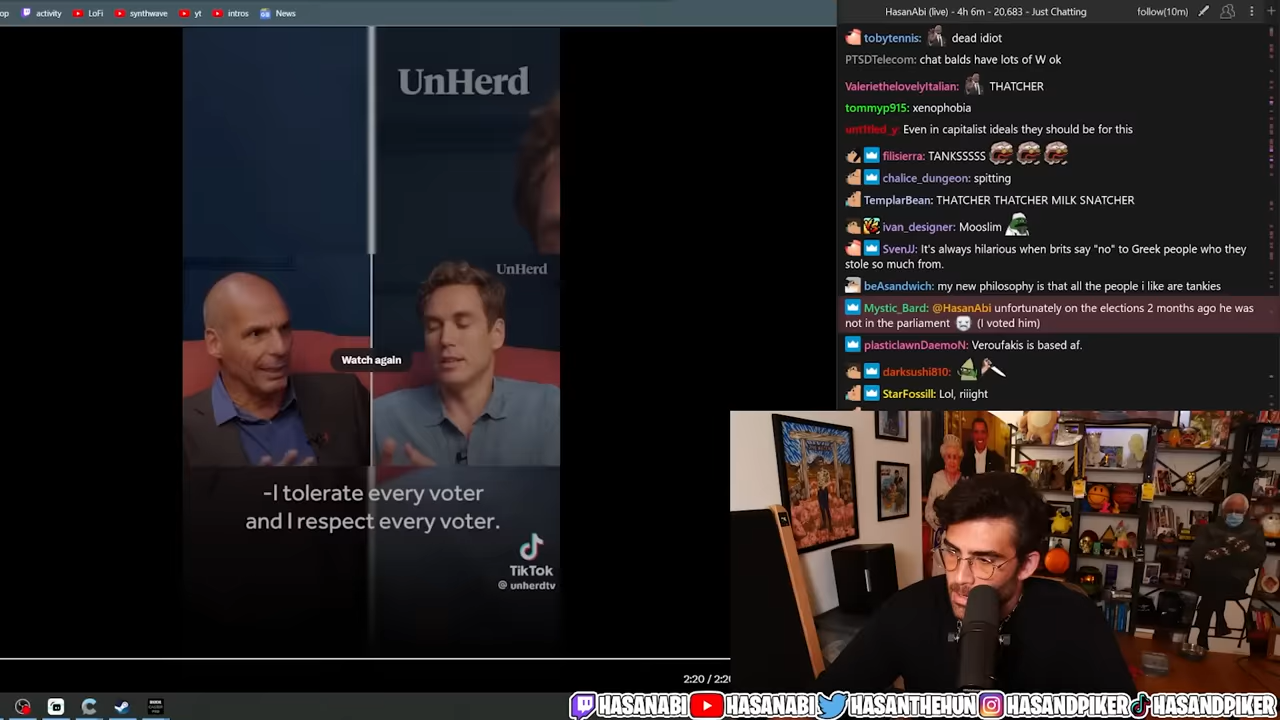 op
activity
LoFi
synthwave
yt
intros
News
HasanAbi (live) - 4h 6m - 20,683 - Just Chatting
follow(10m)
UnHerd
UnHerd
Watch again
-I tolerate every voter
and I respect every voter.
TikTok
@ unherdtv
2:20 / 2:20
tobytennis: dead idiot
PTSDTelecom: chat balds have lots of W ok
ValeriethelovelyItalian: THATCHER
tommyp915: xenophobia
unt1tled_y: Even in capitalist ideals they should be for this
filisierra: TANKSSSSS
chalice_dungeon: spitting
TemplarBean: THATCHER THATCHER MILK SNATCHER
ivan_designer: Mooslim
SvenJJ: It's always hilarious when brits say "no" to Greek people who they
stole so much from.
beAsandwich: my new philosophy is that all the people i like are tankies
Mystic_Bard: @HasanAbi unfortunately on the elections 2 months ago he was
not in the parliament (I voted him)
plasticlawnDaemoN: Veroufakis is based af.
darksushi810:
StarFossill: Lol, riiight
HASANABI HASANABI HASANTHEHUN HASANDPIKER HASANDPIKER